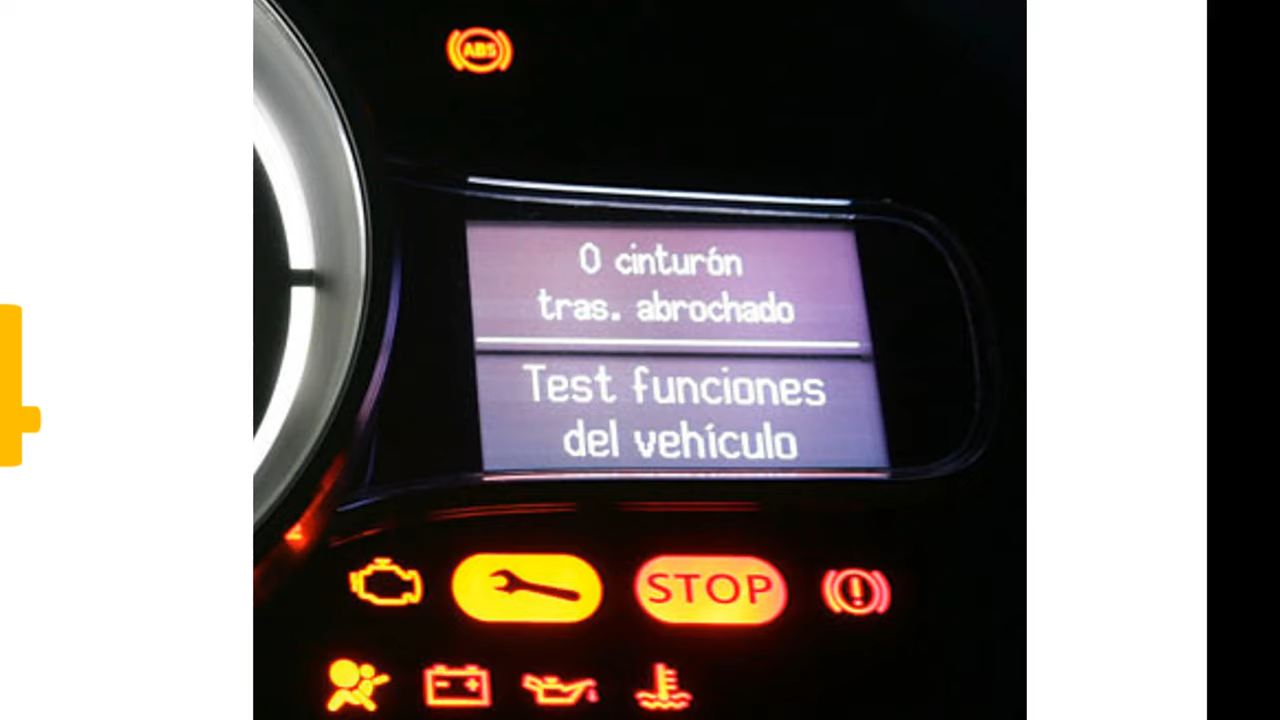 ABS
0 cinturón
tras. abrochado
Test funciones
del vehículo
STOP